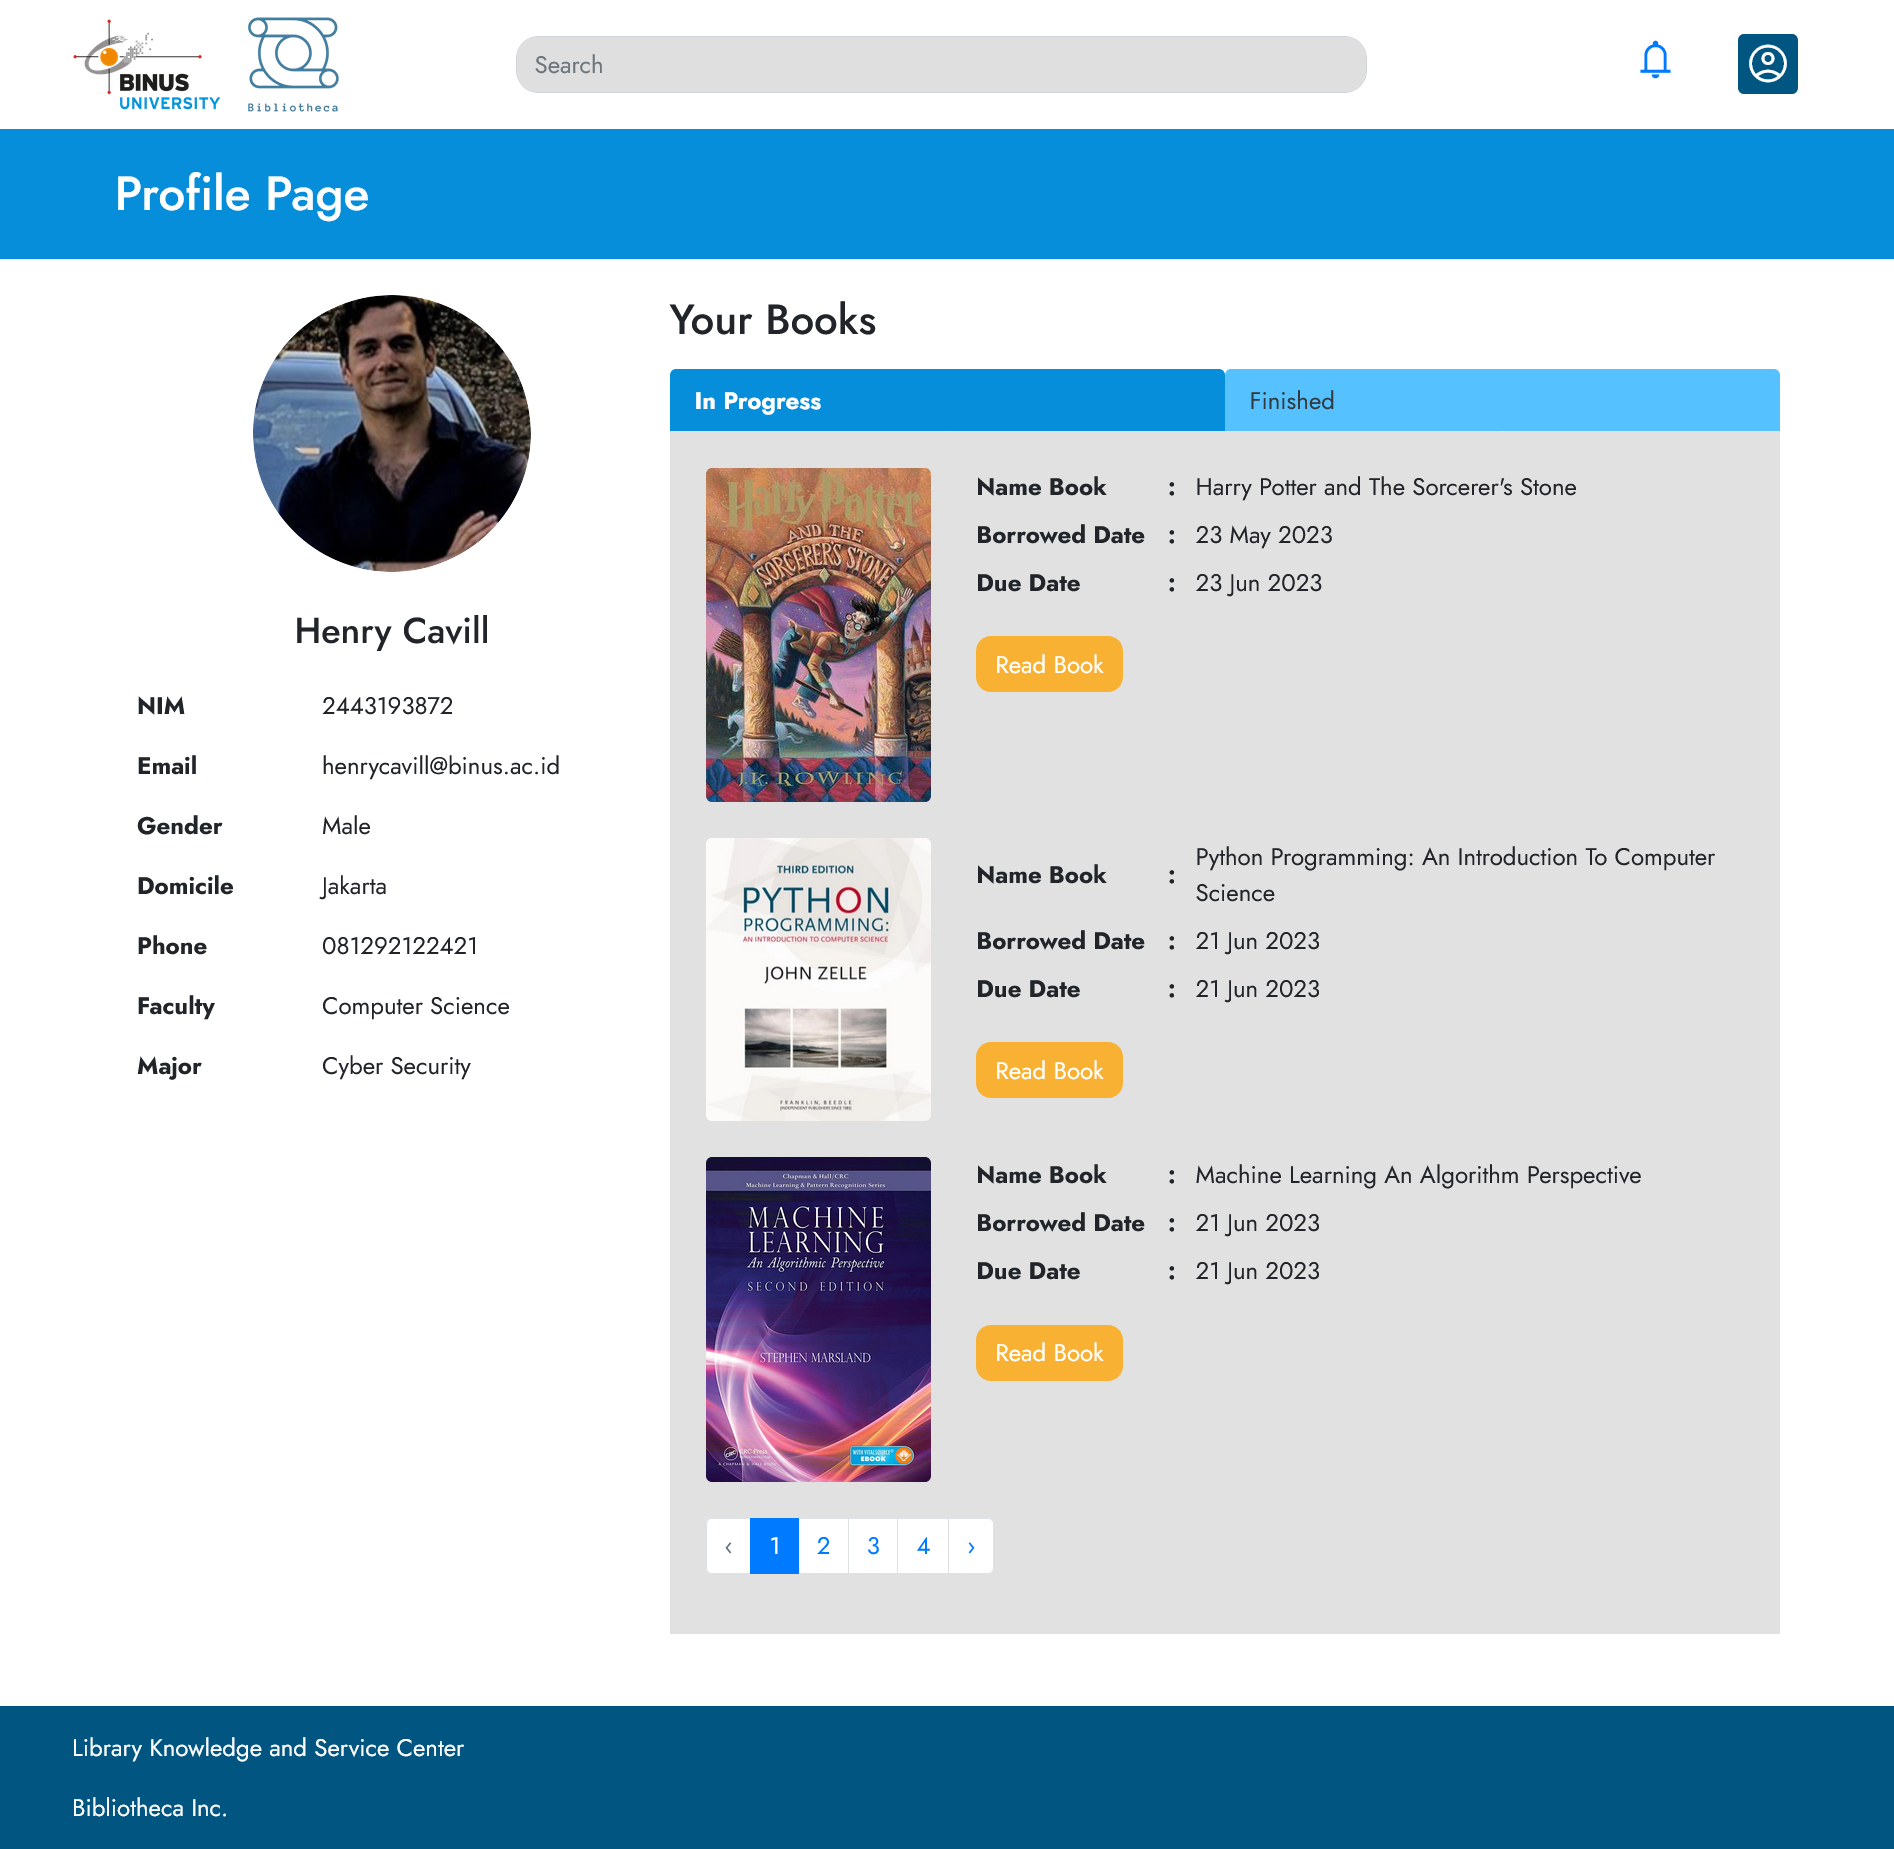 BINUS
UNIVERSITY
Bibliotheca
Search
Profile Page
Henry Cavill
NIM 2443193872
Email henrycavill@binus.ac.id
Gender Male
Domicile Jakarta
Phone 081292122421
Faculty Computer Science
Major Cyber Security
Your Books
In Progress
Finished
Harry Potter
AND THE
SORCERER'S STONE
J.K. ROWLING
Name Book : Harry Potter and The Sorcerer's Stone
Borrowed Date : 23 May 2023
Due Date : 23 Jun 2023
Read Book
THIRD EDITION
PYTHON
PROGRAMMING:
AN INTRODUCTION TO COMPUTER SCIENCE
JOHN ZELLE
FRANKLIN, BEEDLE
[INDEPENDENT PUBLISHERS SINCE 1985]
Name Book : Python Programming: An Introduction To Computer
Science
Borrowed Date : 21 Jun 2023
Due Date : 21 Jun 2023
Read Book
Chapman & Hall/CRC
Machine Learning & Pattern Recognition Series
MACHINE
LEARNING
An Algorithmic Perspective
SECOND EDITION
STEPHEN MARSLAND
CRC Press
WITH VITALSOURCE®
EBOOK
Name Book : Machine Learning An Algorithm Perspective
Borrowed Date : 21 Jun 2023
Due Date : 21 Jun 2023
Read Book
‹ 1 2 3 4 ›
Library Knowledge and Service Center
Bibliotheca Inc.